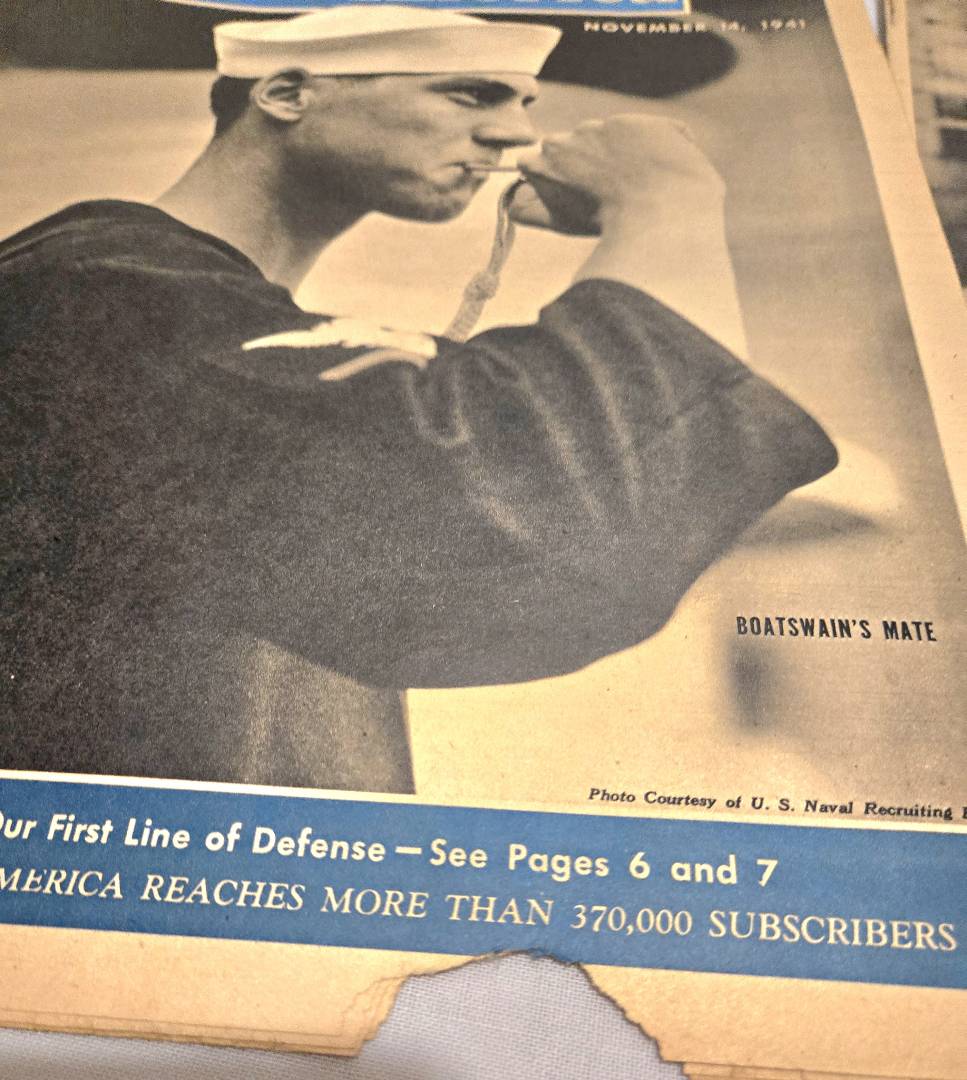 NOVEMBER 14, 1941
BOATSWAIN'S MATE
Photo Courtesy of U. S. Naval Recruiting
Our First Line of Defense — See Pages 6 and 7
MERICA REACHES MORE THAN 370,000 SUBSCRIBERS